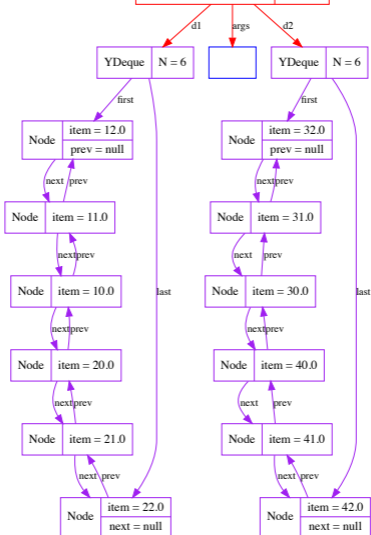 d1 args d2
YDeque N = 6 YDeque N = 6
first first
item = 12.0 item = 32.0
Node Node
prev = null prev = null
next prev next prev
Node item = 11.0 Node item = 31.0
next prev next prev
Node item = 10.0 Node item = 30.0
last last
next prev next prev
Node item = 20.0 Node item = 40.0
next prev next prev
Node item = 21.0 Node item = 41.0
next prev next prev
item = 22.0 item = 42.0
Node Node
next = null next = null